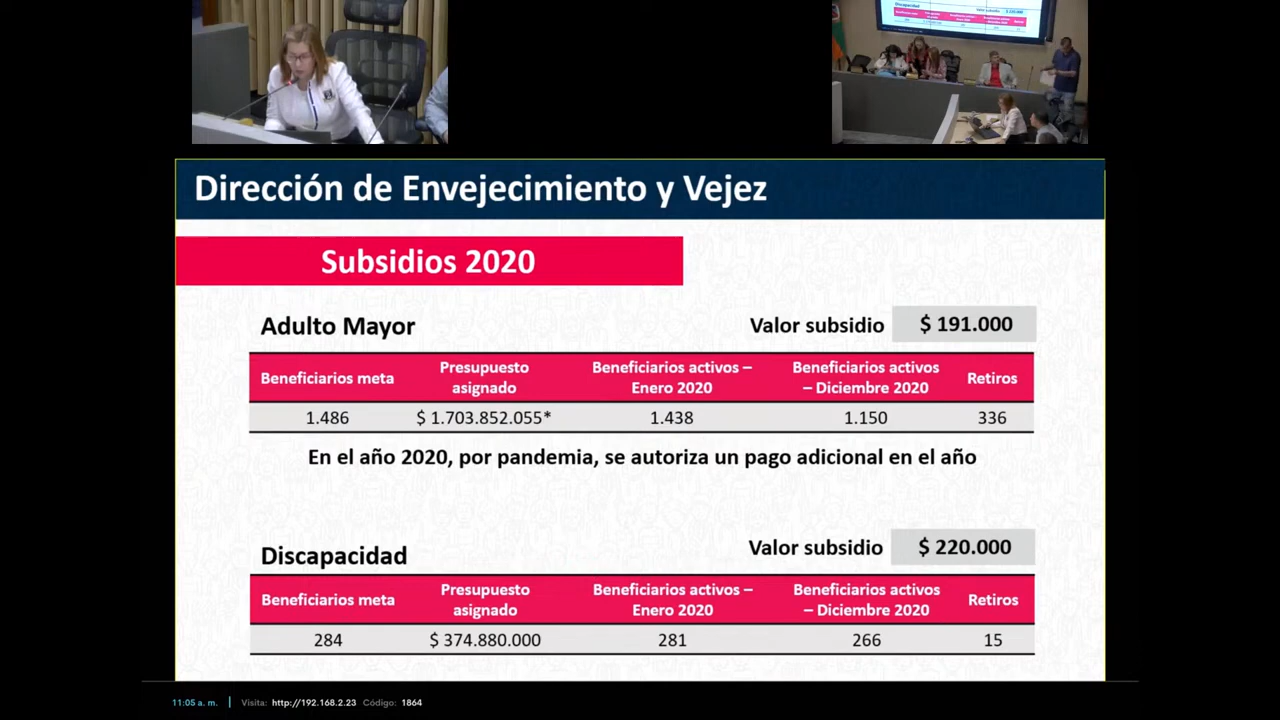 Dirección de Envejecimiento y Vejez
Subsidios 2020
Adulto Mayor
Valor subsidio $ 191.000
Beneficiarios meta Presupuesto asignado Beneficiarios activos – Enero 2020 Beneficiarios activos – Diciembre 2020 Retiros
1.486 $ 1.703.852.055* 1.438 1.150 336
En el año 2020, por pandemia, se autoriza un pago adicional en el año
Discapacidad
Valor subsidio $ 220.000
Beneficiarios meta Presupuesto asignado Beneficiarios activos – Enero 2020 Beneficiarios activos – Diciembre 2020 Retiros
284 $ 374.880.000 281 266 15
11:05 a. m. | Visita: http://192.168.2.23 Código: 1864